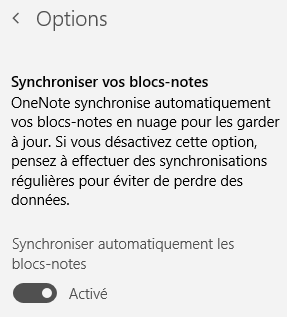 Options
Synchroniser vos blocs-notes
OneNote synchronise automatiquement
vos blocs-notes en nuage pour les garder
à jour. Si vous désactivez cette option,
pensez à effectuer des synchronisations
régulières pour éviter de perdre des
données.
Synchroniser automatiquement les
blocs-notes
Activé